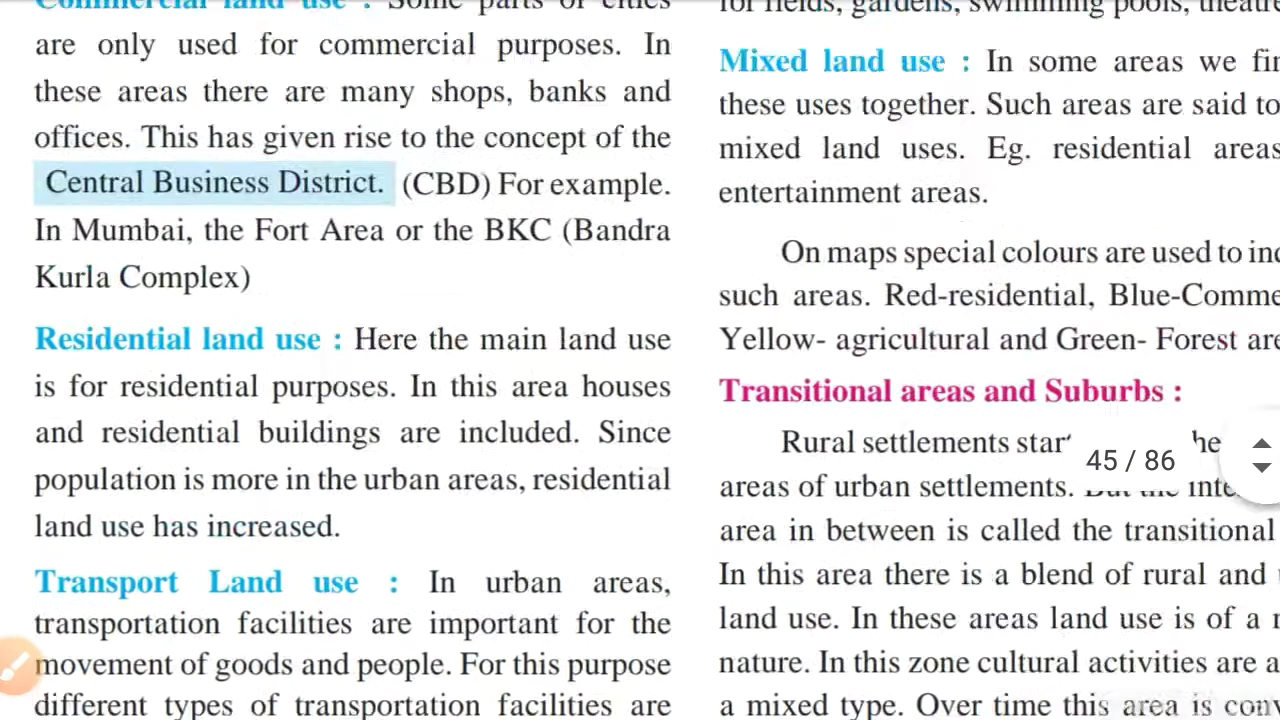 Commercial land use : Some parts of cities
are only used for commercial purposes. In
these areas there are many shops, banks and
offices. This has given rise to the concept of the
Central Business District. (CBD) For example.
In Mumbai, the Fort Area or the BKC (Bandra
Kurla Complex)
Residential land use : Here the main land use
is for residential purposes. In this area houses
and residential buildings are included. Since
population is more in the urban areas, residential
land use has increased.
Transport Land use : In urban areas,
transportation facilities are important for the
movement of goods and people. For this purpose
different types of transportation facilities are
for fields, gardens, swimming pools, theatre
Mixed land use : In some areas we
these uses together. Such areas are said to
mixed land uses. Eg. residential areas
entertainment areas.
On maps special colours are used to
such areas. Red-residential, Blue-Comme
Yellow- agricultural and Green- Forest
Transitional areas and Suburbs :
Rural settlements
areas of urban settlements.
area in between is called the transitional
In this area there is a blend of rural and
land use. In these areas land use is of a
nature. In this zone cultural activities are
a mixed type. Over time this area is
45 / 86